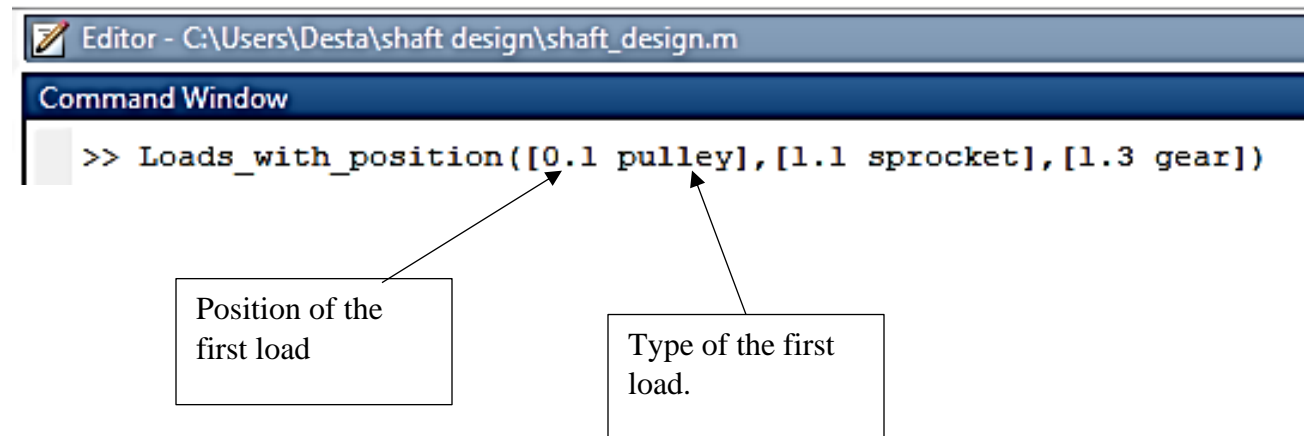 Editor - C:\Users\Desta\shaft design\shaft_design.m
Command Window
>> Loads_with_position([0.1 pulley],[1.1 sprocket],[1.3 gear])
Position of the
first load
Type of the first
load.